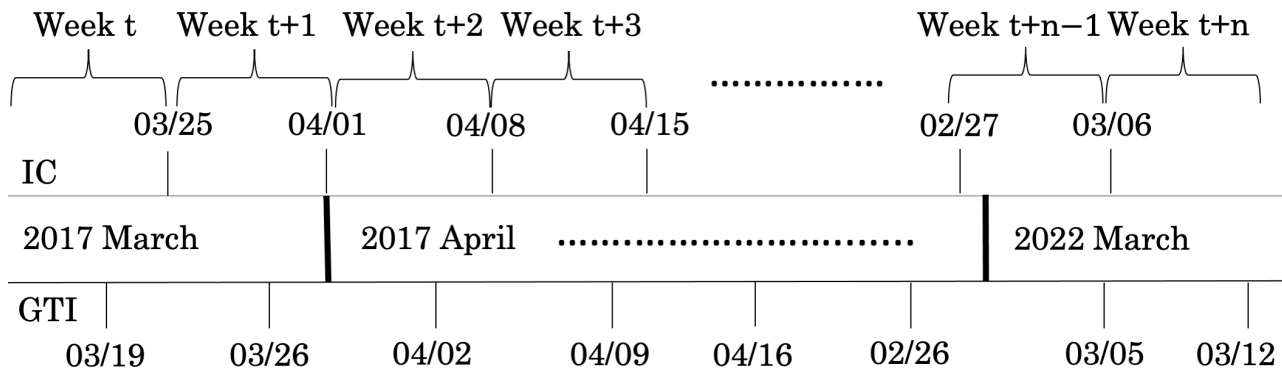 Week t Week t+1 Week t+2 Week t+3 Week t+n−1 Week t+n
03/25 04/01 04/08 04/15 02/27 03/06
IC
2017 March 2017 April 2022 March
GTI
03/19 03/26 04/02 04/09 04/16 02/26 03/05 03/12